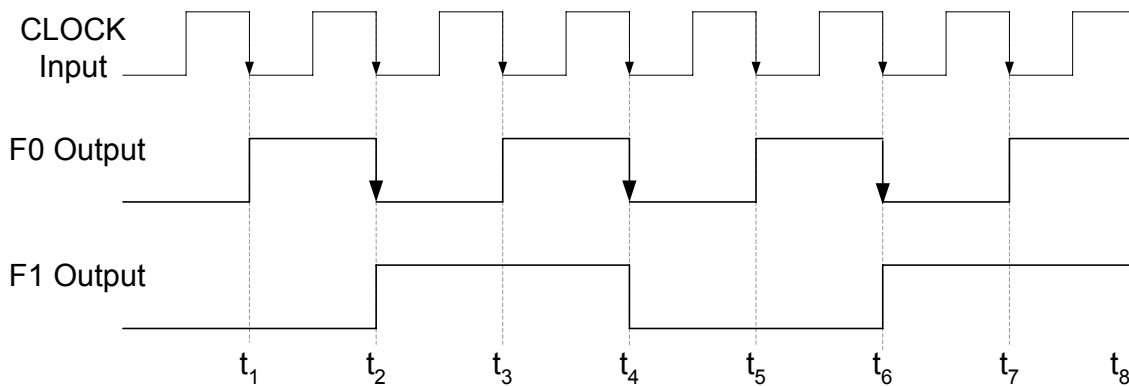 CLOCK
Input
F0 Output
F1 Output
t₁ t₂ t₃ t₄ t₅ t₆ t₇ t₈